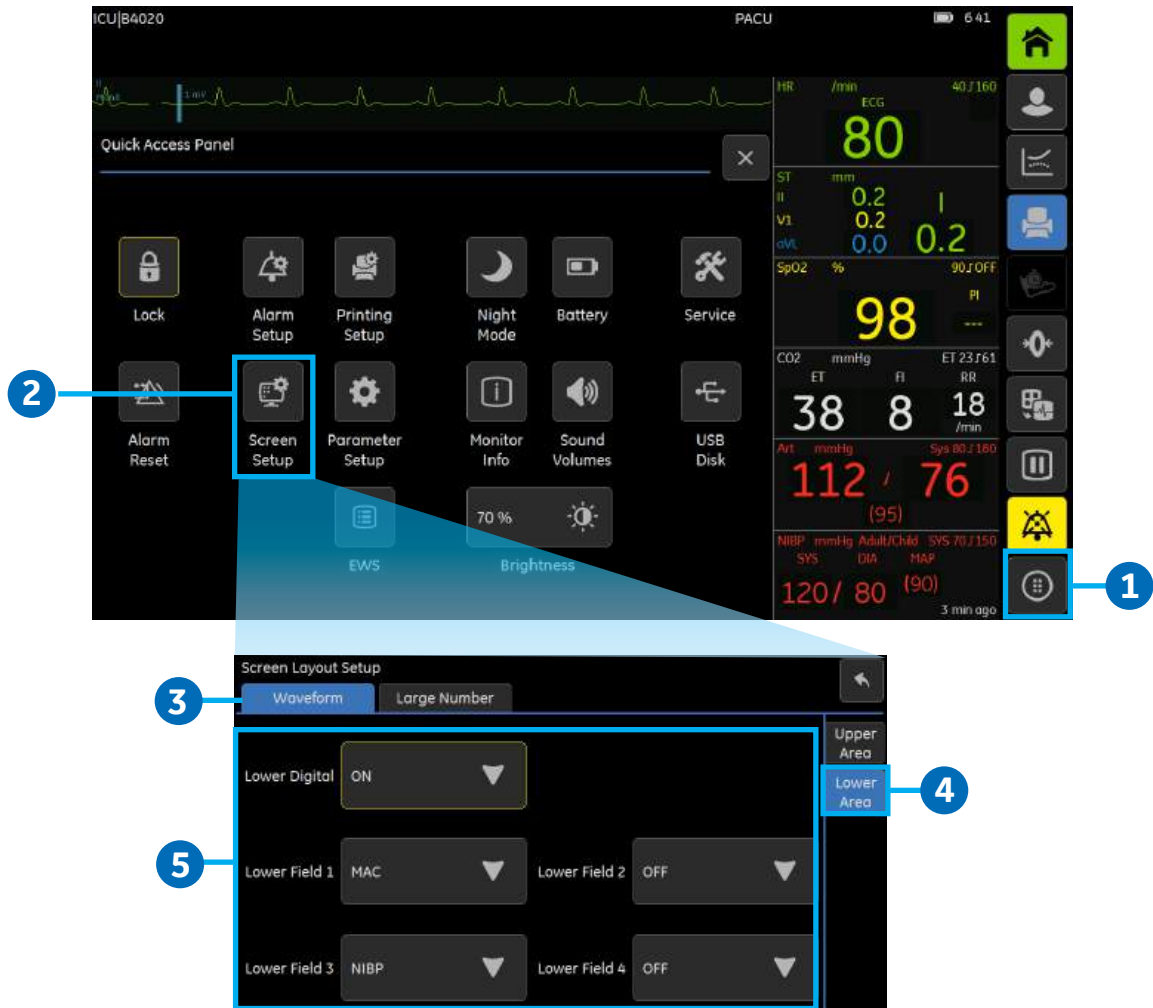 ICU|B4020 PACU 6 41
II
1 mV
Quick Access Panel
HR /min 40 160
ECG
80
ST mm
II 0.2 I
V1 0.2
aVL 0.0 0.2
SpO2 % 90 OFF
PI
98 ---
CO2 mmHg ET 23 61
ET FI RR
38 8 18
/min
Art mmHg Sys 80 180
112 / 76
(95)
NIBP mmHg Adult/Child SYS 70 150
SYS DIA MAP
120/ 80 (90)
3 min ago
Lock
Alarm
Setup
Printing
Setup
Night
Mode
Battery
Service
2
Alarm
Reset
Screen
Setup
Parameter
Setup
Monitor
Info
Sound
Volumes
USB
Disk
EWS
70 %
Brightness
1
Screen Layout Setup
3
Waveform Large Number
Upper
Area
Lower
Area
4
5
Lower Digital ON
Lower Field 1 MAC Lower Field 2 OFF
Lower Field 3 NIBP Lower Field 4 OFF